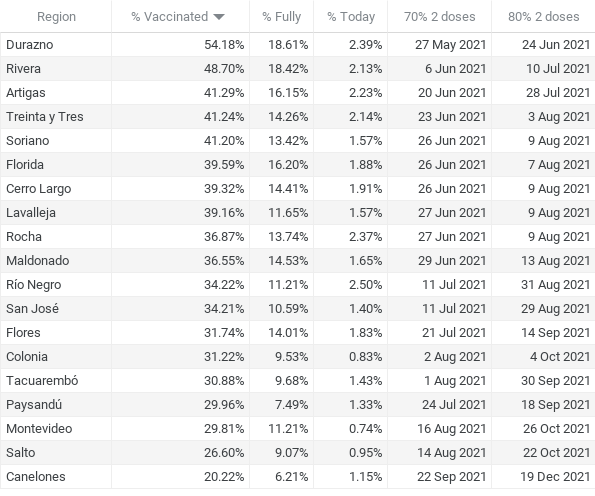 Region % Vaccinated % Fully % Today 70% 2 doses 80% 2 doses
Durazno 54.18% 18.61% 2.39% 27 May 2021 24 Jun 2021
Rivera 48.70% 18.42% 2.13% 6 Jun 2021 10 Jul 2021
Artigas 41.29% 16.15% 2.23% 20 Jun 2021 28 Jul 2021
Treinta y Tres 41.24% 14.26% 2.14% 23 Jun 2021 3 Aug 2021
Soriano 41.20% 13.42% 1.57% 26 Jun 2021 9 Aug 2021
Florida 39.59% 16.20% 1.88% 26 Jun 2021 7 Aug 2021
Cerro Largo 39.32% 14.41% 1.91% 26 Jun 2021 9 Aug 2021
Lavalleja 39.16% 11.65% 1.57% 27 Jun 2021 9 Aug 2021
Rocha 36.87% 13.74% 2.37% 27 Jun 2021 9 Aug 2021
Maldonado 36.55% 14.53% 1.65% 29 Jun 2021 13 Aug 2021
Río Negro 34.22% 11.21% 2.50% 11 Jul 2021 31 Aug 2021
San José 34.21% 10.59% 1.40% 11 Jul 2021 29 Aug 2021
Flores 31.74% 14.01% 1.83% 21 Jul 2021 14 Sep 2021
Colonia 31.22% 9.53% 0.83% 2 Aug 2021 4 Oct 2021
Tacuarembó 30.88% 9.68% 1.43% 1 Aug 2021 30 Sep 2021
Paysandú 29.96% 7.49% 1.33% 24 Jul 2021 18 Sep 2021
Montevideo 29.81% 11.21% 0.74% 16 Aug 2021 26 Oct 2021
Salto 26.60% 9.07% 0.95% 14 Aug 2021 22 Oct 2021
Canelones 20.22% 6.21% 1.15% 22 Sep 2021 19 Dec 2021